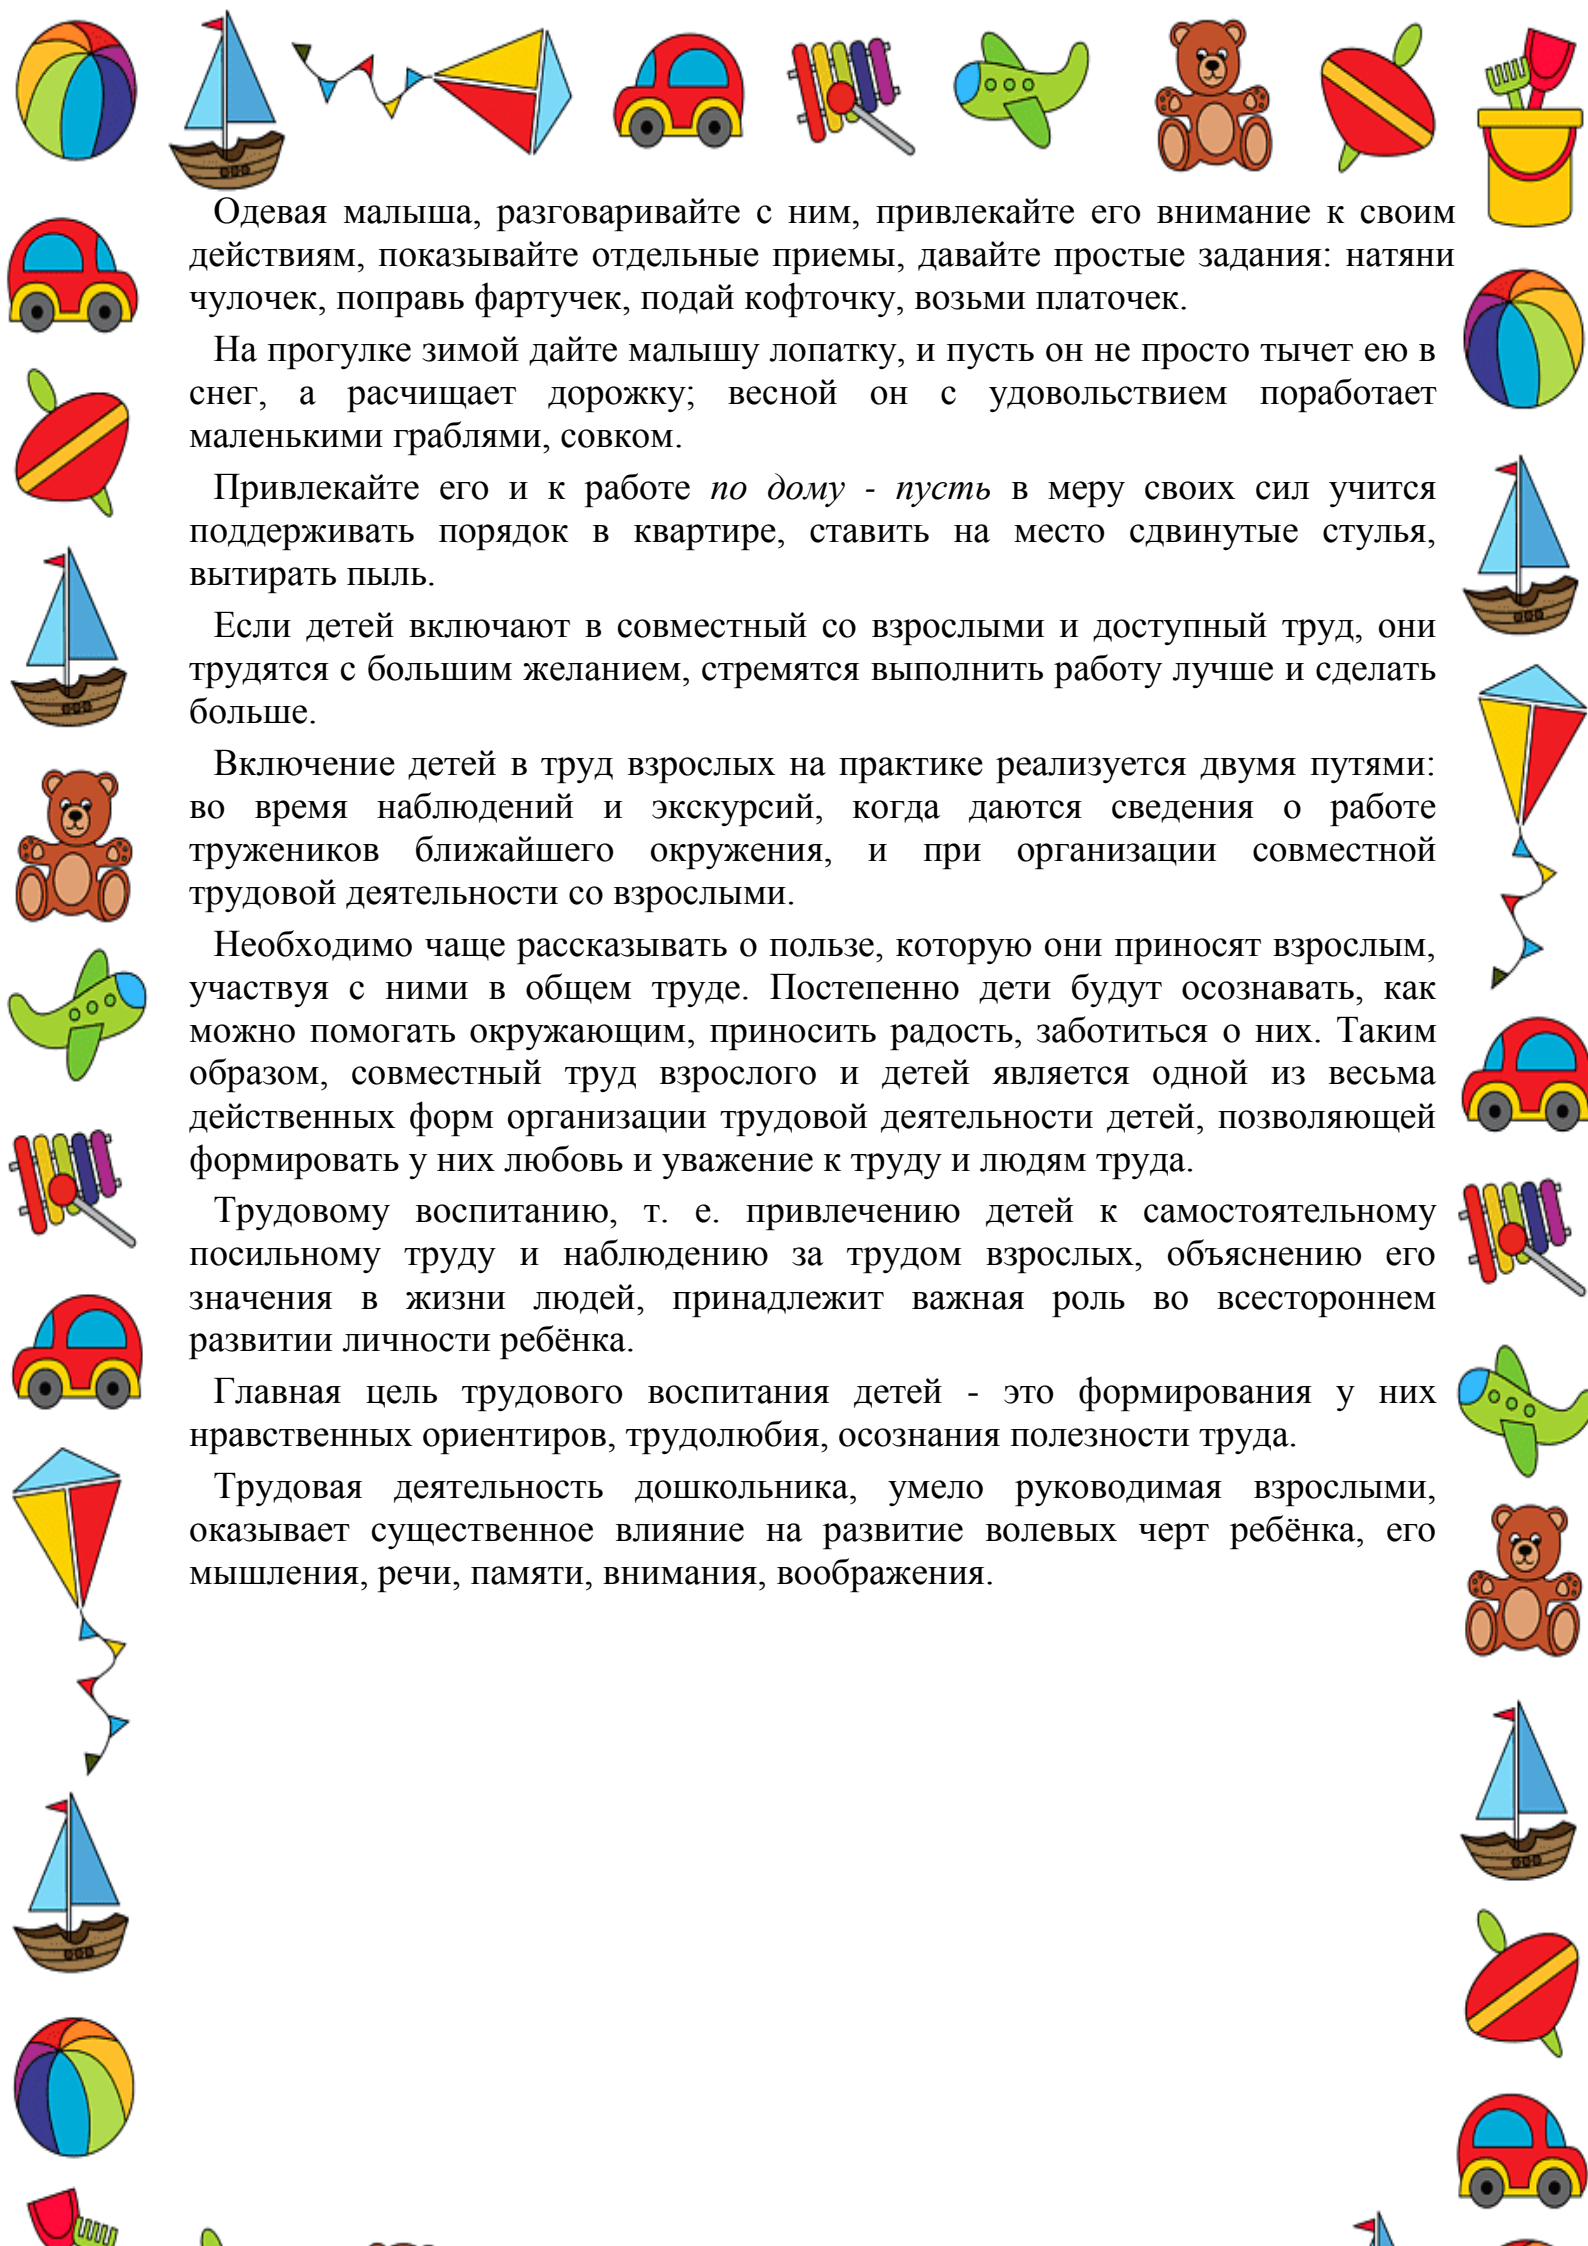 Одевая малыша, разговаривайте с ним, привлекайте его внимание к своим
действиям, показывайте отдельные приемы, давайте простые задания: натяни
чулочек, поправь фартучек, подай кофточку, возьми платочек.
На прогулке зимой дайте малышу лопатку, и пусть он не просто тычет ею в
снег, а расчищает дорожку; весной он с удовольствием поработает
маленькими граблями, совком.
Привлекайте его и к работе по дому - пусть в меру своих сил учится
поддерживать порядок в квартире, ставить на место сдвинутые стулья,
вытирать пыль.
Если детей включают в совместный со взрослыми и доступный труд, они
трудятся с большим желанием, стремятся выполнить работу лучше и сделать
больше.
Включение детей в труд взрослых на практике реализуется двумя путями:
во время наблюдений и экскурсий, когда даются сведения о работе
тружеников ближайшего окружения, и при организации совместной
трудовой деятельности со взрослыми.
Необходимо чаще рассказывать о пользе, которую они приносят взрослым,
участвуя с ними в общем труде. Постепенно дети будут осознавать, как
можно помогать окружающим, приносить радость, заботиться о них. Таким
образом, совместный труд взрослого и детей является одной из весьма
действенных форм организации трудовой деятельности детей, позволяющей
формировать у них любовь и уважение к труду и людям труда.
Трудовому воспитанию, т. е. привлечению детей к самостоятельному
посильному труду и наблюдению за трудом взрослых, объяснению его
значения в жизни людей, принадлежит важная роль во всестороннем
развитии личности ребёнка.
Главная цель трудового воспитания детей - это формирования у них
нравственных ориентиров, трудолюбия, осознания полезности труда.
Трудовая деятельность дошкольника, умело руководимая взрослыми,
оказывает существенное влияние на развитие волевых черт ребёнка, его
мышления, речи, памяти, внимания, воображения.